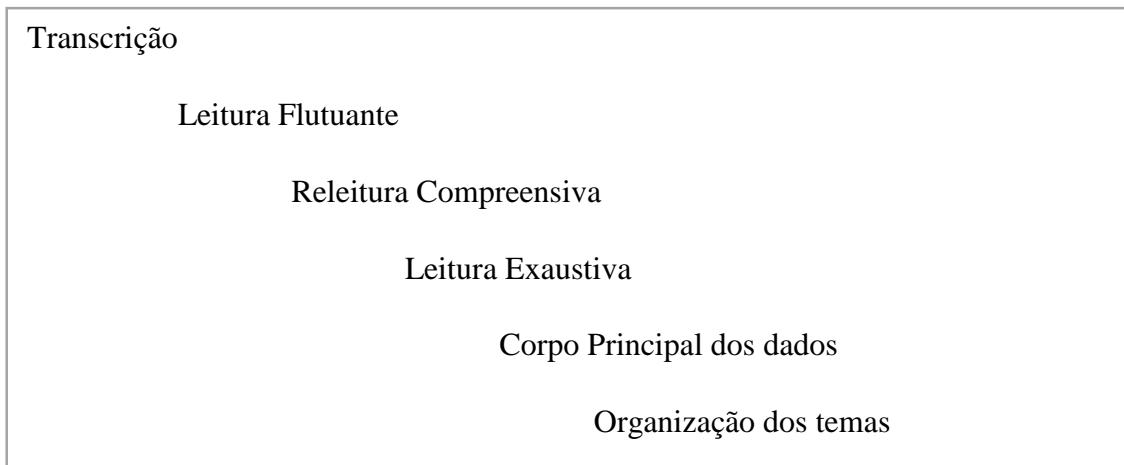 Transcrição
Leitura Flutuante
Releitura Compreensiva
Leitura Exaustiva
Corpo Principal dos dados
Organização dos temas